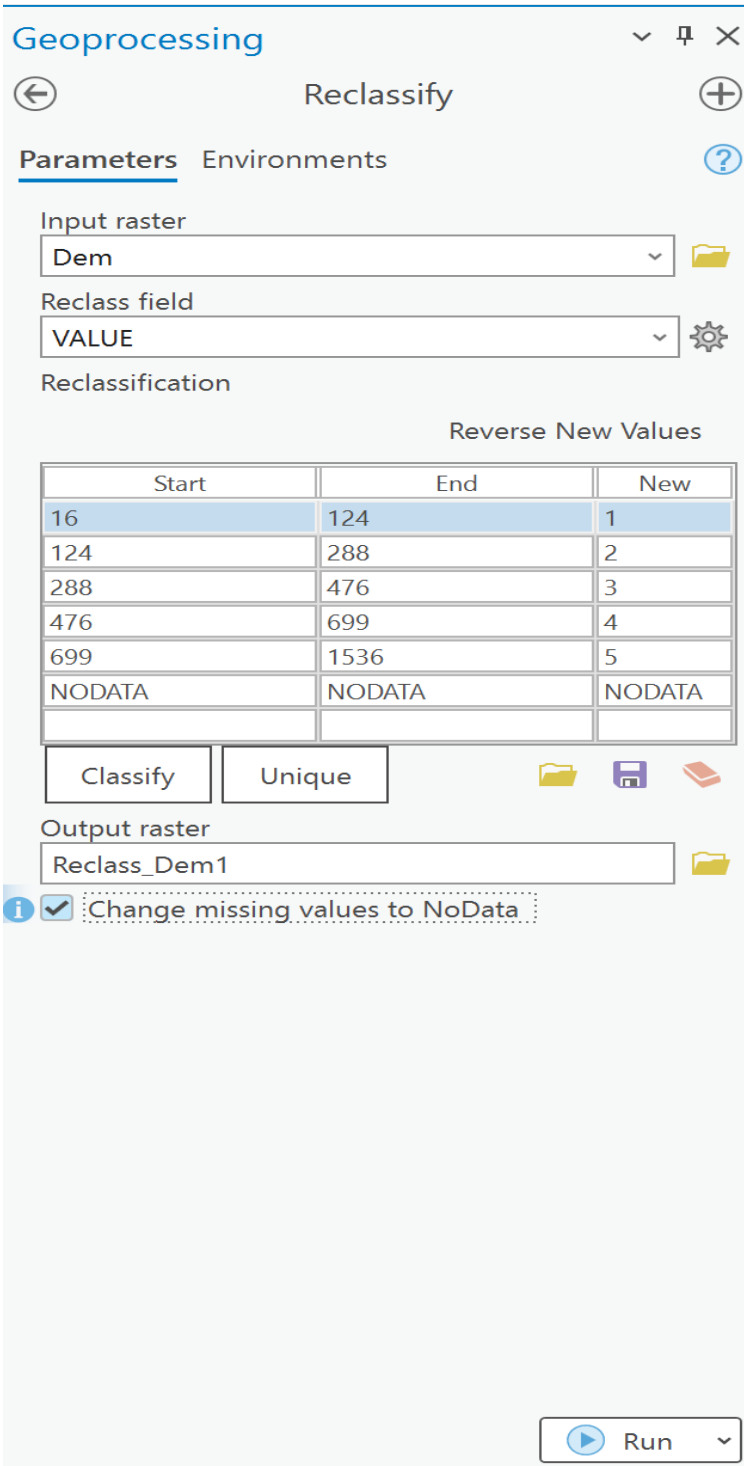 Geoprocessing
Reclassify
Parameters Environments
Input raster
Dem
Reclass field
VALUE
Reclassification
Reverse New Values
Start End New
16 124 1
124 288 2
288 476 3
476 699 4
699 1536 5
NODATA NODATA NODATA
Classify Unique
Output raster
Reclass_Dem1
Change missing values to NoData
Run